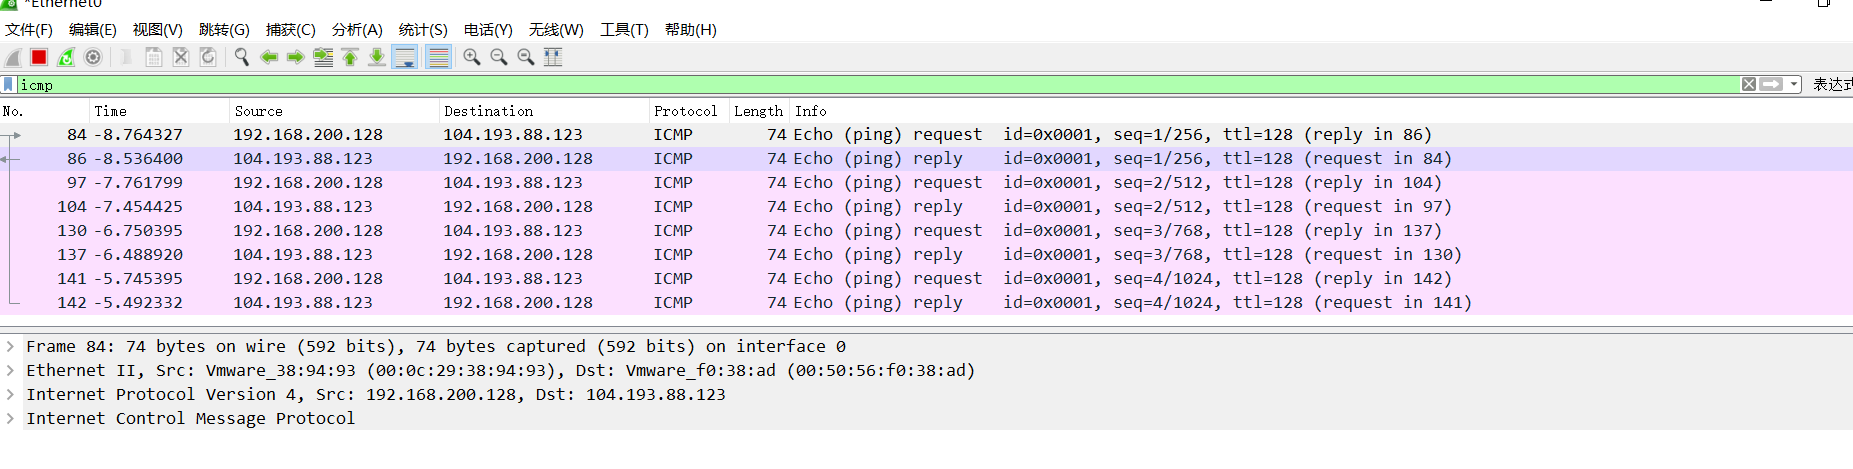 *Ethernet0
文件(F) 编辑(E) 视图(V) 跳转(G) 捕获(C) 分析(A) 统计(S) 电话(Y) 无线(W) 工具(T) 帮助(H)
icmp 表达式
No. Time Source Destination Protocol Length Info
84 -8.764327 192.168.200.128 104.193.88.123 ICMP 74 Echo (ping) request id=0x0001, seq=1/256, ttl=128 (reply in 86)
86 -8.536400 104.193.88.123 192.168.200.128 ICMP 74 Echo (ping) reply id=0x0001, seq=1/256, ttl=128 (request in 84)
97 -7.761799 192.168.200.128 104.193.88.123 ICMP 74 Echo (ping) request id=0x0001, seq=2/512, ttl=128 (reply in 104)
104 -7.454425 104.193.88.123 192.168.200.128 ICMP 74 Echo (ping) reply id=0x0001, seq=2/512, ttl=128 (request in 97)
130 -6.750395 192.168.200.128 104.193.88.123 ICMP 74 Echo (ping) request id=0x0001, seq=3/768, ttl=128 (reply in 137)
137 -6.488920 104.193.88.123 192.168.200.128 ICMP 74 Echo (ping) reply id=0x0001, seq=3/768, ttl=128 (request in 130)
141 -5.745395 192.168.200.128 104.193.88.123 ICMP 74 Echo (ping) request id=0x0001, seq=4/1024, ttl=128 (reply in 142)
142 -5.492332 104.193.88.123 192.168.200.128 ICMP 74 Echo (ping) reply id=0x0001, seq=4/1024, ttl=128 (request in 141)
Frame 84: 74 bytes on wire (592 bits), 74 bytes captured (592 bits) on interface 0
Ethernet II, Src: Vmware_38:94:93 (00:0c:29:38:94:93), Dst: Vmware_f0:38:ad (00:50:56:f0:38:ad)
Internet Protocol Version 4, Src: 192.168.200.128, Dst: 104.193.88.123
Internet Control Message Protocol